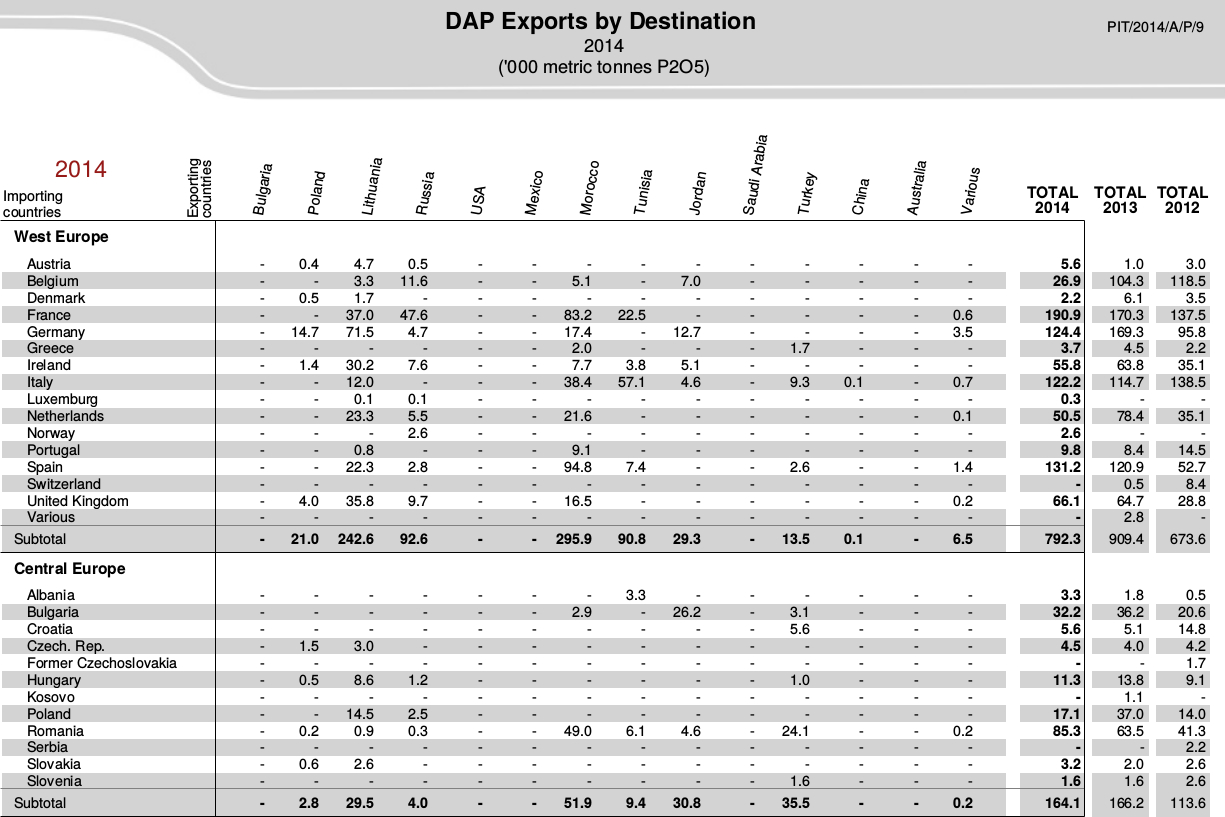 DAP Exports by Destination
PIT/2014/A/P/9
2014
('000 metric tonnes P2O5)
2014
Importing countries Exporting countries Bulgaria Poland Lithuania Russia USA Mexico Morocco Tunisia Jordan Saudi Arabia Turkey China Australia Various TOTAL 2014 TOTAL 2013 TOTAL 2012
West Europe
Austria - 0.4 4.7 0.5 - - - - - - - - - - 5.6 1.0 3.0
Belgium - - 3.3 11.6 - - 5.1 - 7.0 - - - - - 26.9 104.3 118.5
Denmark - 0.5 1.7 - - - - - - - - - - - 2.2 6.1 3.5
France - - 37.0 47.6 - - 83.2 22.5 - - - - - 0.6 190.9 170.3 137.5
Germany - 14.7 71.5 4.7 - - 17.4 - 12.7 - - - - 3.5 124.4 169.3 95.8
Greece - - - - - - 2.0 - - - 1.7 - - - 3.7 4.5 2.2
Ireland - 1.4 30.2 7.6 - - 7.7 3.8 5.1 - - - - - 55.8 63.8 35.1
Italy - - 12.0 - - - 38.4 57.1 4.6 - 9.3 0.1 - 0.7 122.2 114.7 138.5
Luxemburg - - 0.1 0.1 - - - - - - - - - - 0.3 - -
Netherlands - - 23.3 5.5 - - 21.6 - - - - - - 0.1 50.5 78.4 35.1
Norway - - - 2.6 - - - - - - - - - - 2.6 - -
Portugal - - 0.8 - - - 9.1 - - - - - - - 9.8 8.4 14.5
Spain - - 22.3 2.8 - - 94.8 7.4 - - 2.6 - - 1.4 131.2 120.9 52.7
Switzerland - - - - - - - - - - - - - - - 0.5 8.4
United Kingdom - 4.0 35.8 9.7 - - 16.5 - - - - - - 0.2 66.1 64.7 28.8
Various - - - - - - - - - - - - - - - 2.8 -
Subtotal - 21.0 242.6 92.6 - - 295.9 90.8 29.3 - 13.5 0.1 - 6.5 792.3 909.4 673.6
Central Europe
Albania - - - - - - - 3.3 - - - - - - 3.3 1.8 0.5
Bulgaria - - - - - - 2.9 - 26.2 - 3.1 - - - 32.2 36.2 20.6
Croatia - - - - - - - - - - 5.6 - - - 5.6 5.1 14.8
Czech. Rep. - 1.5 3.0 - - - - - - - - - - - 4.5 4.0 4.2
Former Czechoslovakia - - - - - - - - - - - - - - - - 1.7
Hungary - 0.5 8.6 1.2 - - - - - - 1.0 - - - 11.3 13.8 9.1
Kosovo - - - - - - - - - - - - - - - 1.1 -
Poland - - 14.5 2.5 - - - - - - - - - - 17.1 37.0 14.0
Romania - 0.2 0.9 0.3 - - 49.0 6.1 4.6 - 24.1 - - 0.2 85.3 63.5 41.3
Serbia - - - - - - - - - - - - - - - - 2.2
Slovakia - 0.6 2.6 - - - - - - - - - - - 3.2 2.0 2.6
Slovenia - - - - - - - - - - 1.6 - - - 1.6 1.6 2.6
Subtotal - 2.8 29.5 4.0 - - 51.9 9.4 30.8 - 35.5 - - 0.2 164.1 166.2 113.6